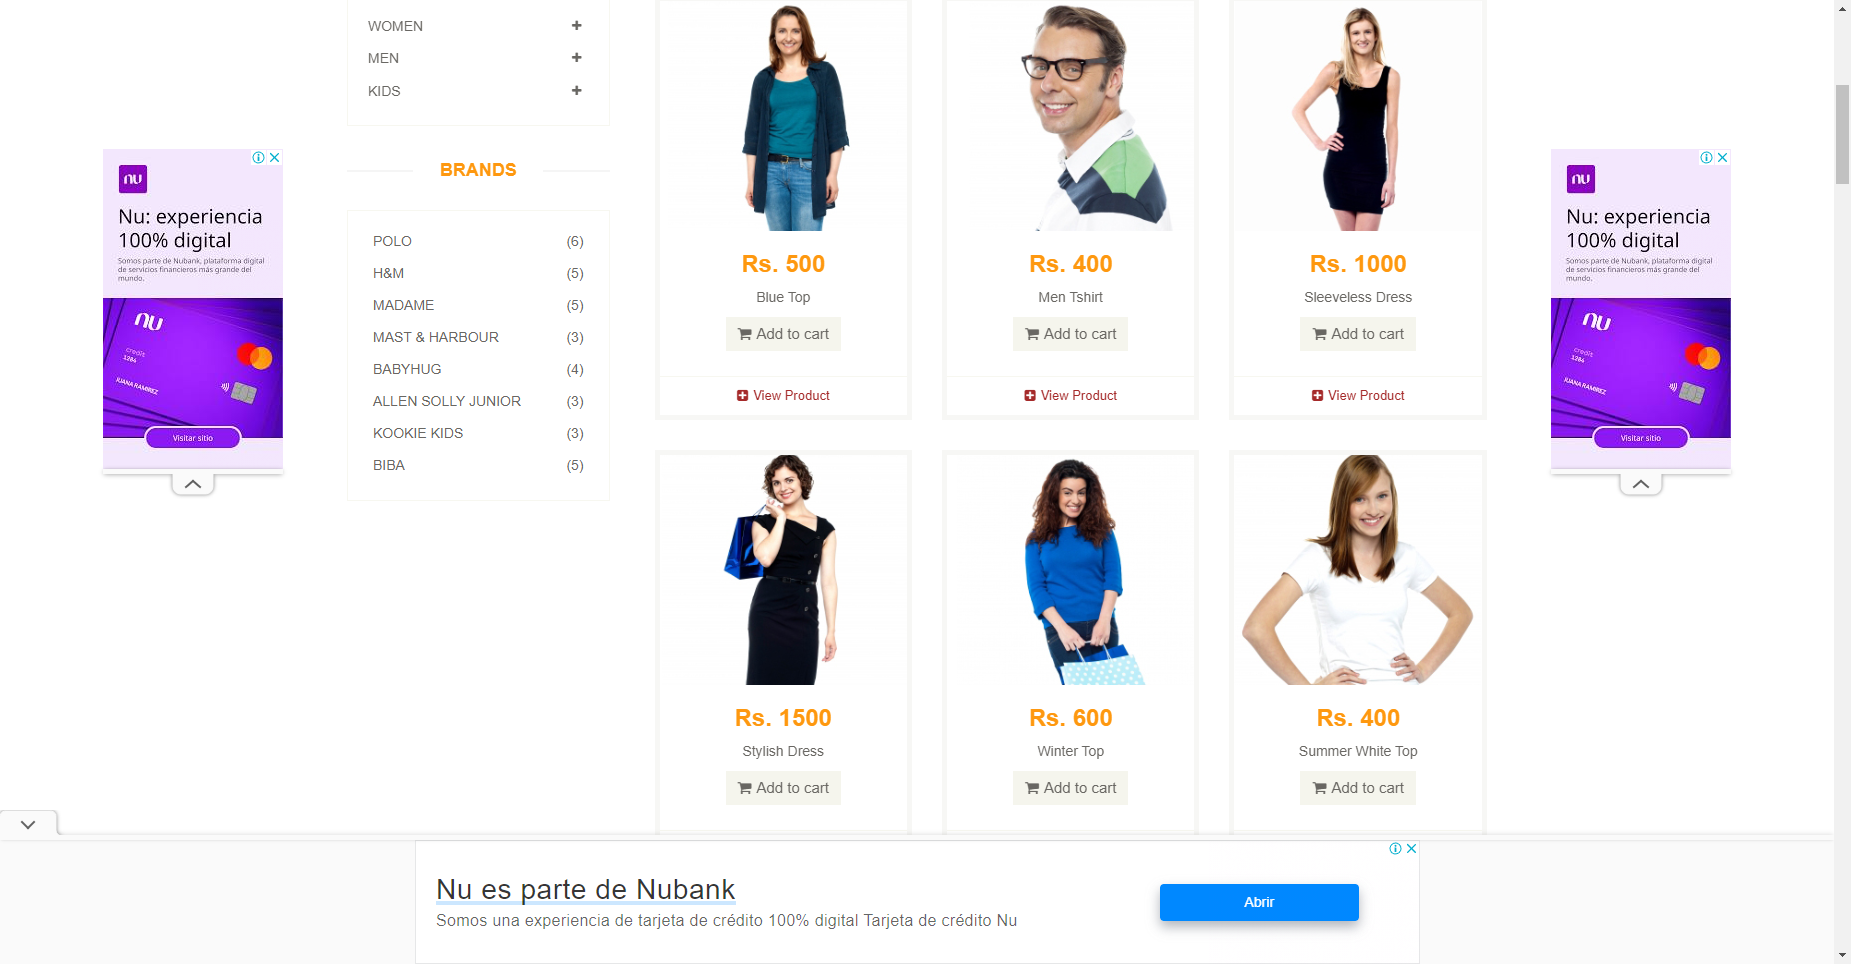 WOMEN
MEN
KIDS
BRANDS
POLO (6)
H&M (5)
MADAME (5)
MAST & HARBOUR (3)
BABYHUG (4)
ALLEN SOLLY JUNIOR (3)
KOOKIE KIDS (3)
BIBA (5)
nu
Nu: experiencia
100% digital
Somos parte de Nubank, plataforma digital
de servicios financieros más grande del
mundo.
nu
credit
1284
JUANA RAMIREZ
Visitar sitio
Rs. 500
Blue Top
Add to cart
View Product
Rs. 400
Men Tshirt
Add to cart
View Product
Rs. 1000
Sleeveless Dress
Add to cart
View Product
Rs. 1500
Stylish Dress
Add to cart
Rs. 600
Winter Top
Add to cart
Rs. 400
Summer White Top
Add to cart
nu
Nu: experiencia
100% digital
Somos parte de Nubank, plataforma digital
de servicios financieros más grande del
mundo.
nu
credit
1284
JUANA RAMIREZ
Visitar sitio
Nu es parte de Nubank
Somos una experiencia de tarjeta de crédito 100% digital Tarjeta de crédito Nu
Abrir